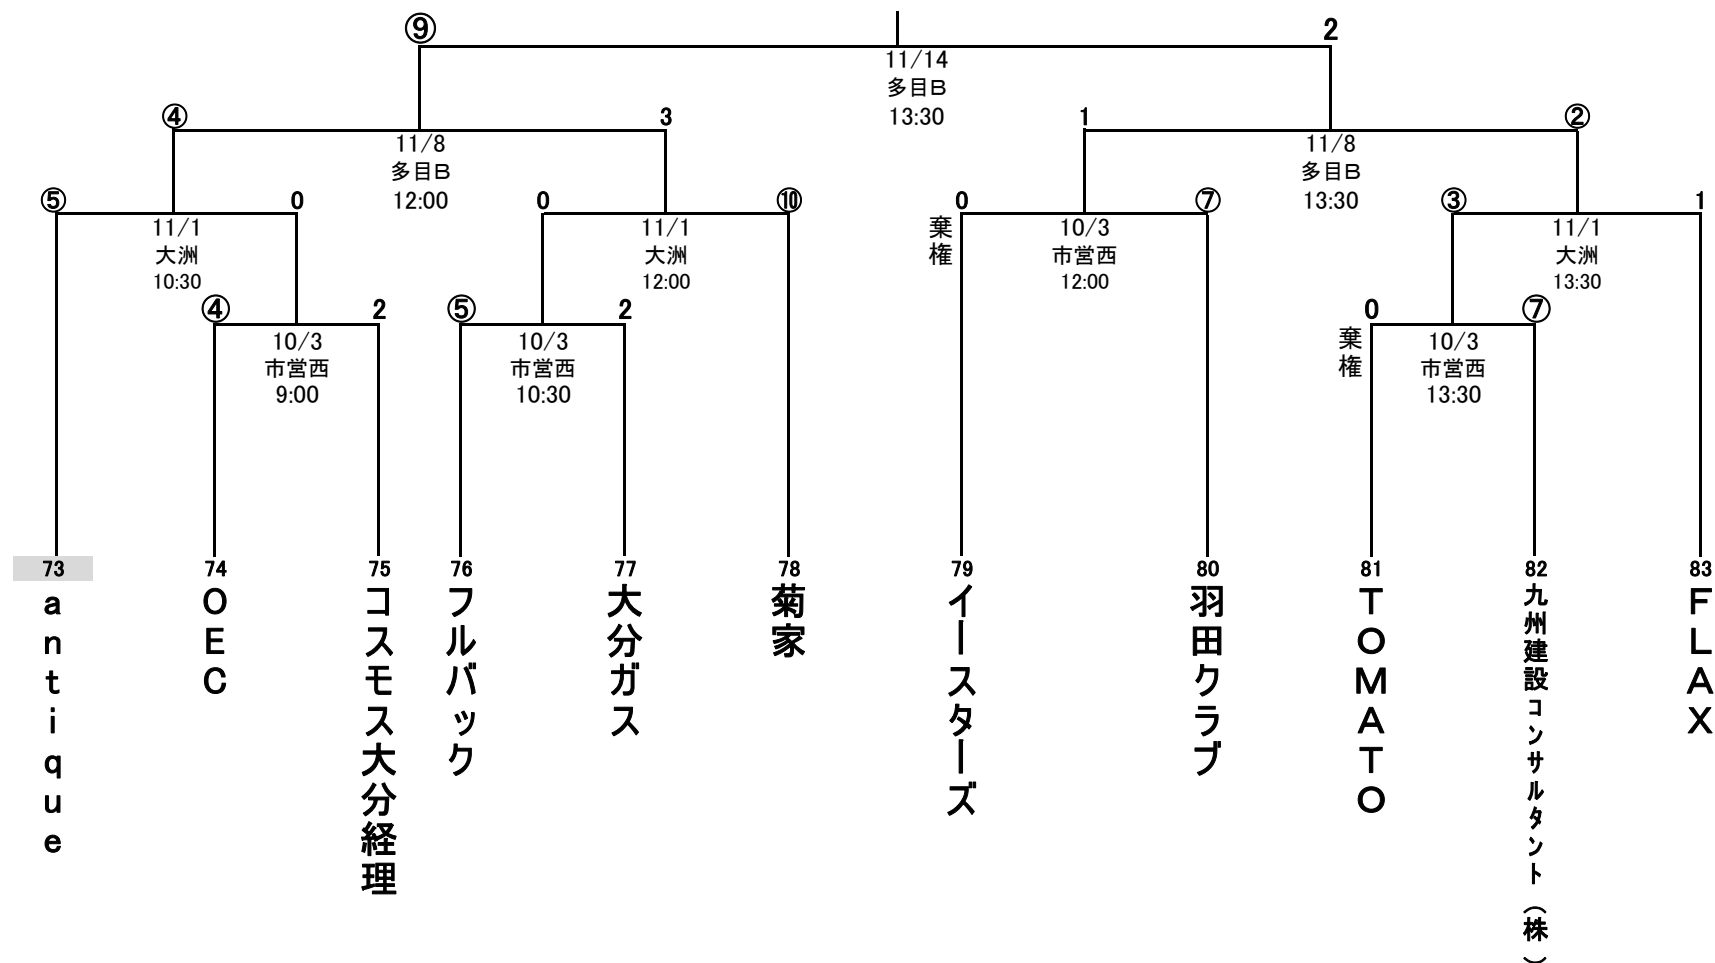 ⑨ 2
11/14
多目B
13:30
④ 3 1 ②
11/8 11/8
多目B 多目B
12:00 13:30
⑤ 0 0 ⑩ 0 ⑦ ③ 1
棄権
11/1 11/1 10/3 11/1
大洲 大洲 市営西 大洲
10:30 12:00 12:00 13:30
④ 2 ⑤ 2 0 ⑦
棄権
10/3 10/3 10/3
市営西 市営西 市営西
9:00 10:30 13:30
73 74 75 76 77 78 79 80 81 82 83
antique
OEC
コスモス大分経理
フルバック
大分ガス
菊家
イースターズ
羽田クラブ
TOMATO
九州建設コンサルタント(株)
FLAX